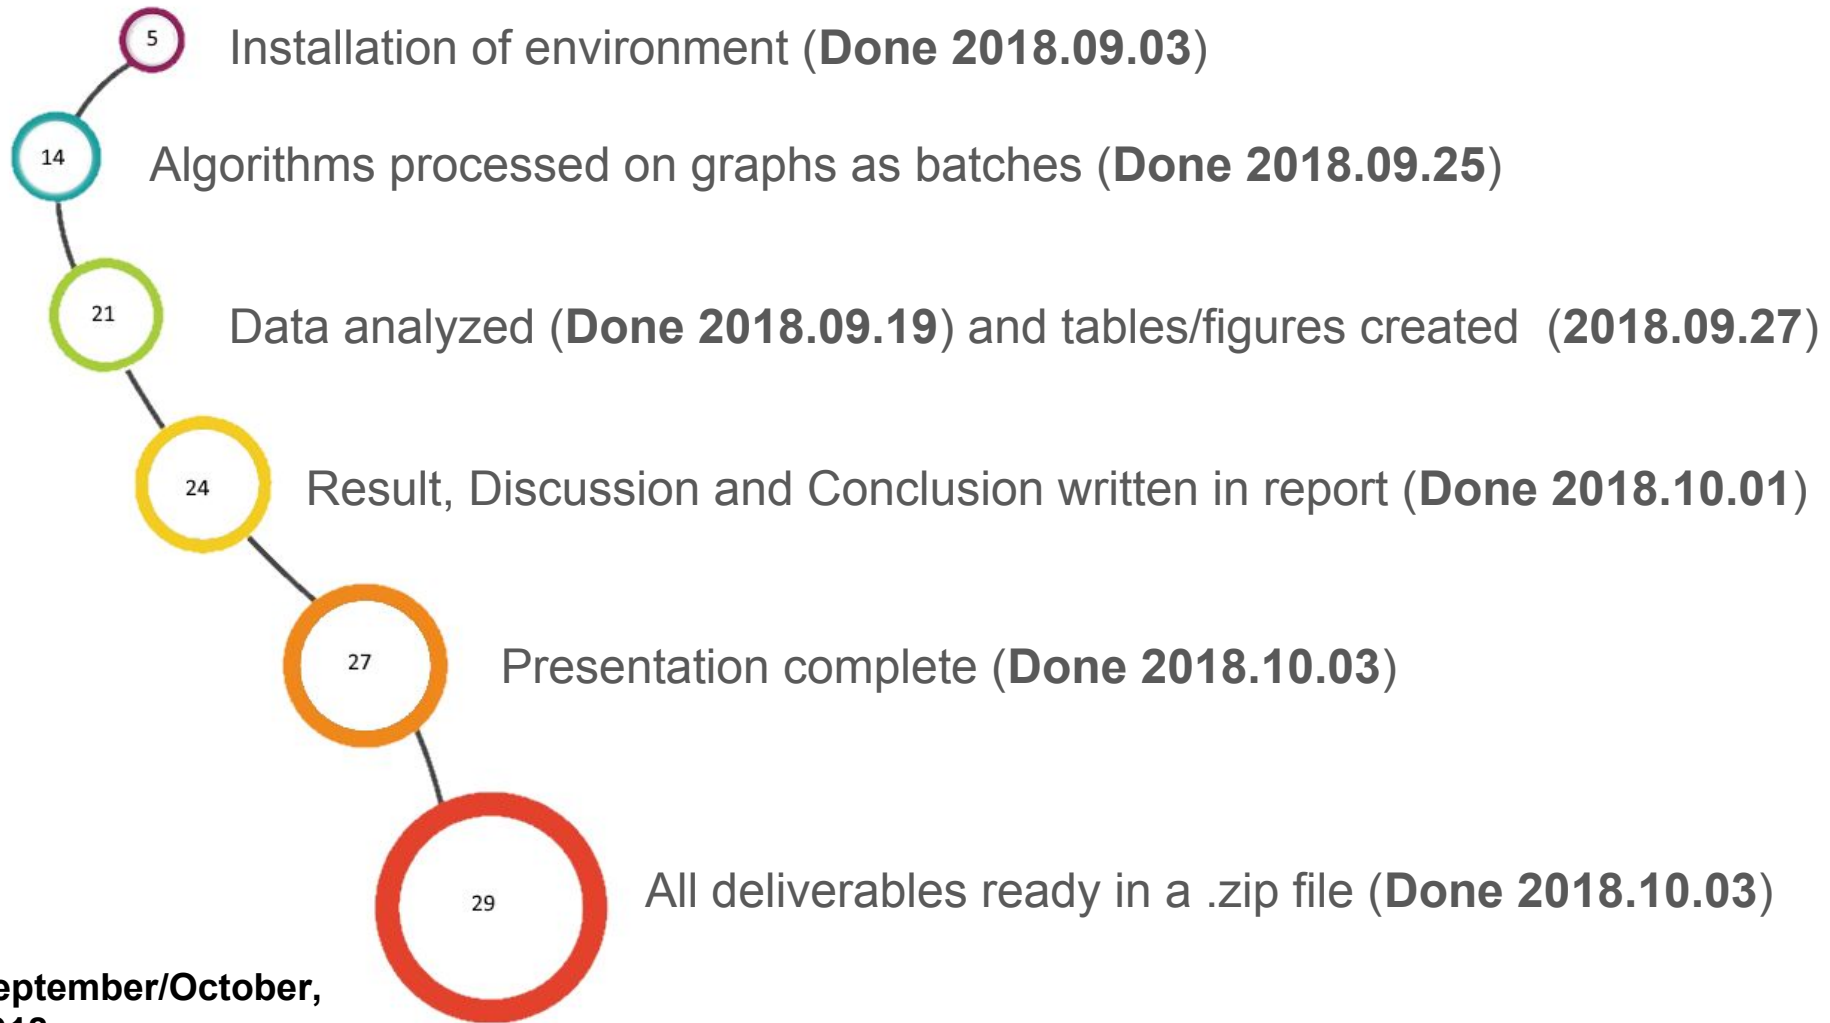 5
Installation of environment (Done 2018.09.03)
14
Algorithms processed on graphs as batches (Done 2018.09.25)
21
Data analyzed (Done 2018.09.19) and tables/figures created (2018.09.27)
24
Result, Discussion and Conclusion written in report (Done 2018.10.01)
27
Presentation complete (Done 2018.10.03)
29
All deliverables ready in a .zip file (Done 2018.10.03)
eptember/October,